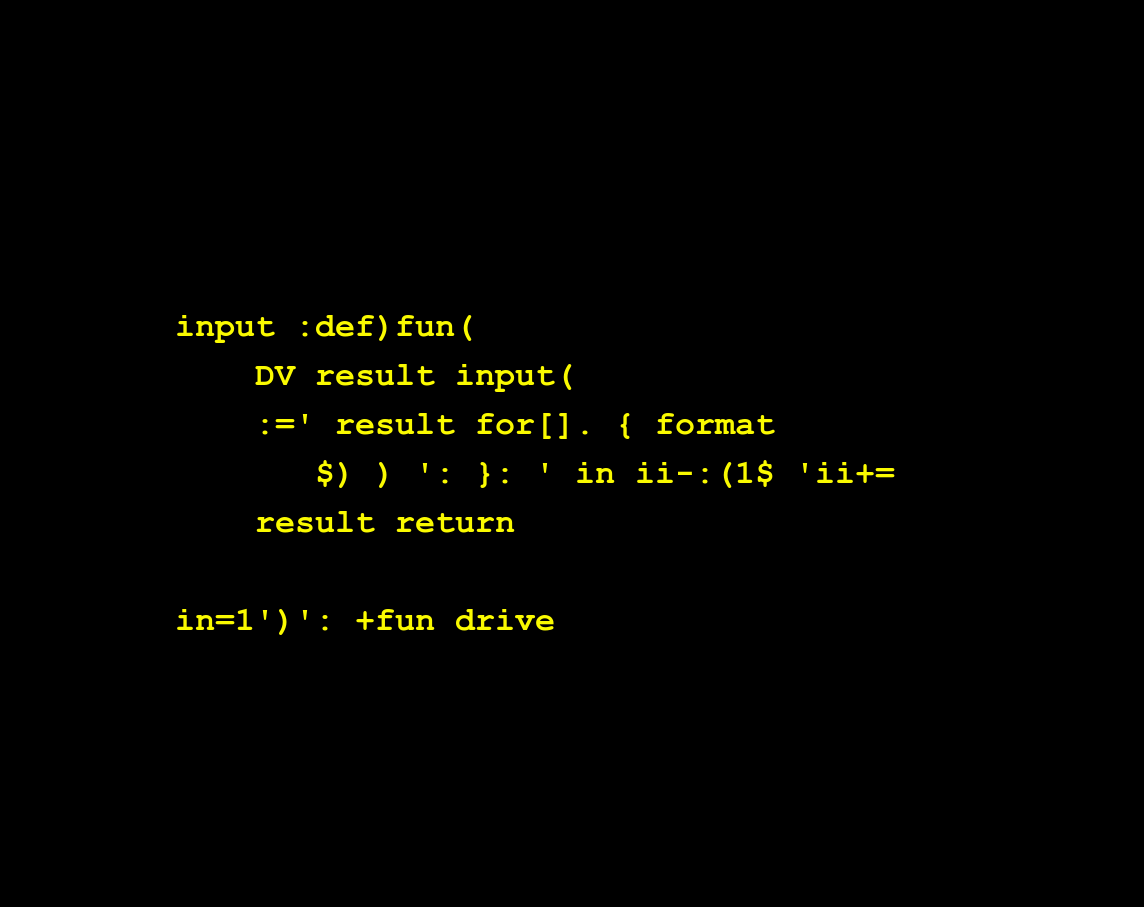 input :def)fun(
    DV result input(
    :=' result for[]. { format
       $) ) ': }: ' in ii-:(1$ 'ii+=
    result return

in=1')': +fun drive